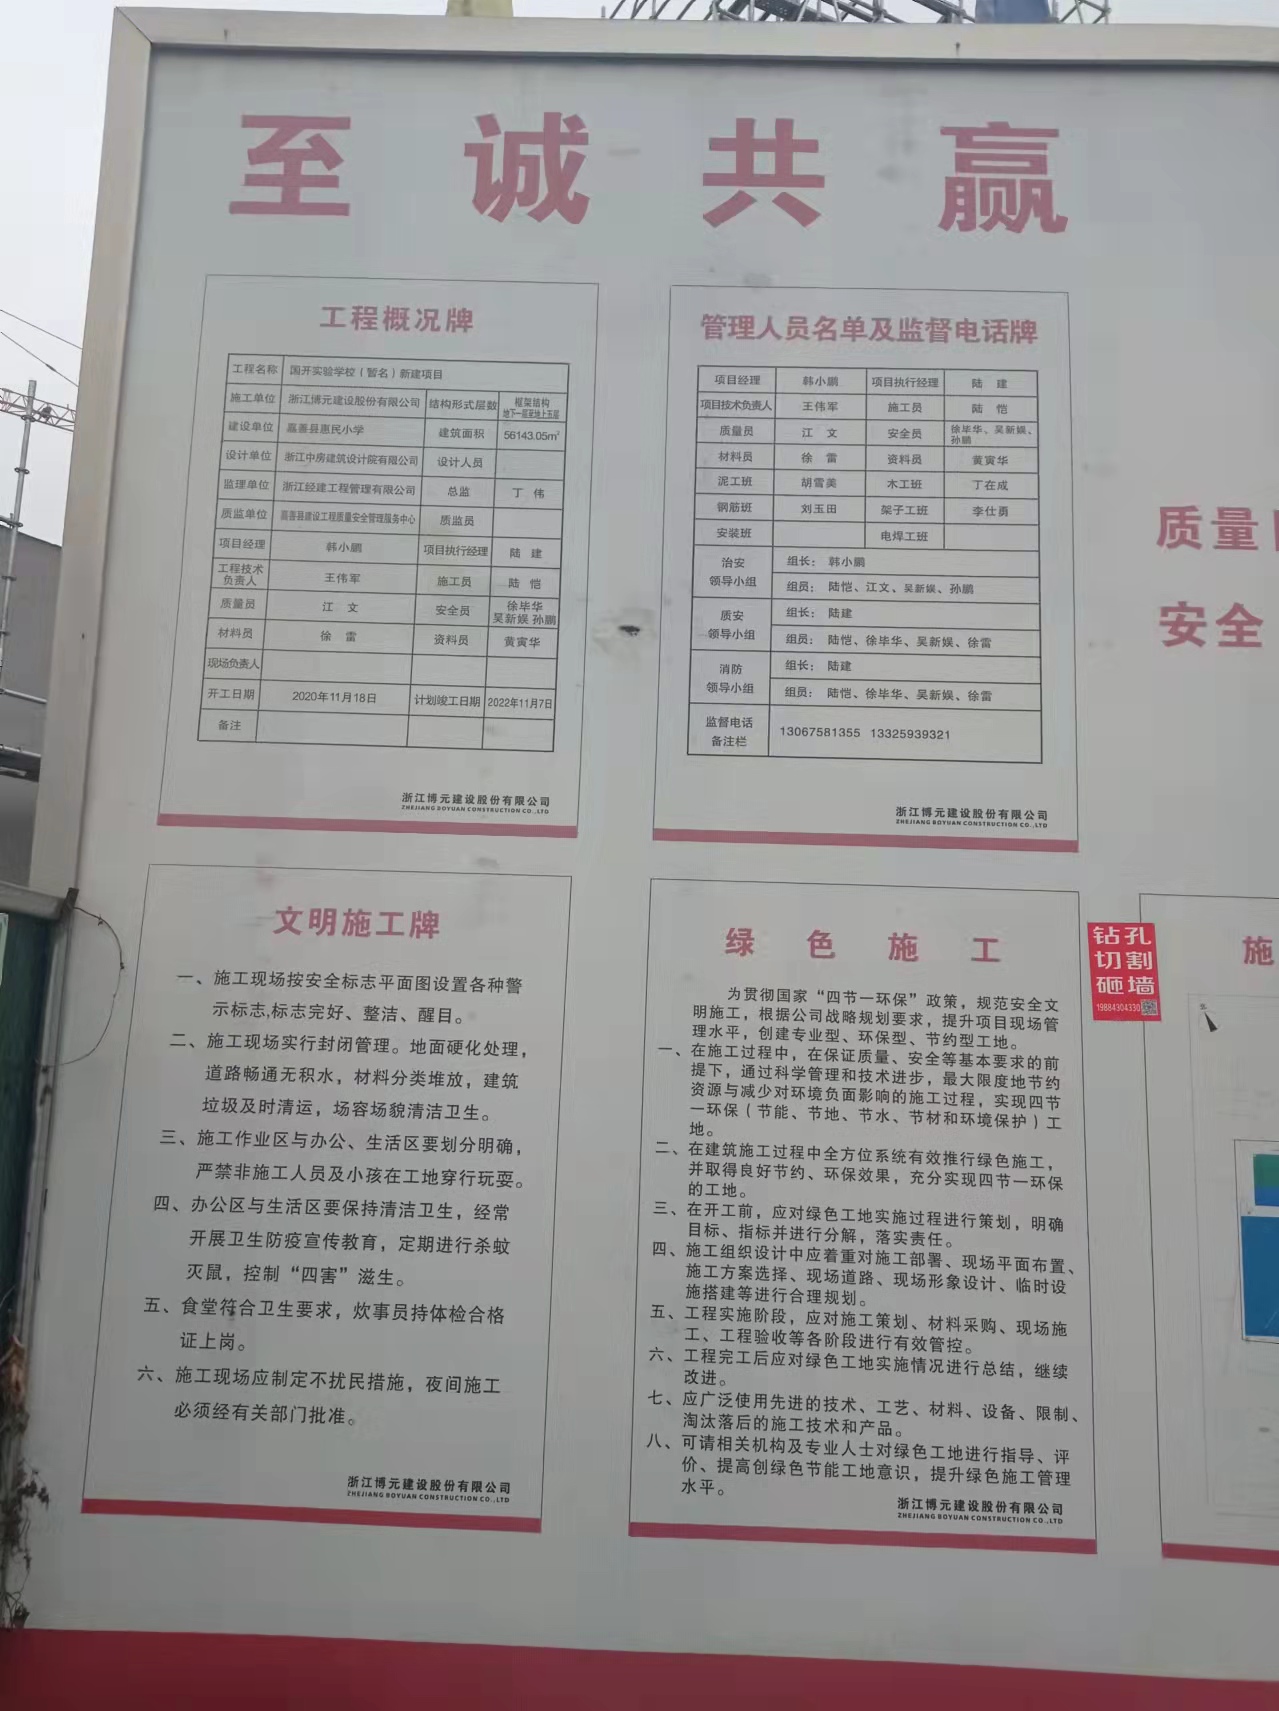 至诚共赢
工程概况牌
工程名称 国开实验学校（暂名）新建项目
施工单位 浙江博元建设股份有限公司 结构形式层数 框架结构
建设单位 嘉善县惠民小学 建筑面积 56143.05m²
设计单位 浙江中房建筑设计院有限公司 设计人员
监理单位 浙江经建工程管理有限公司 总监 丁伟
质监单位 嘉善县建设工程质量安全管理服务中心 质监员
项目经理 韩小鹏 项目执行经理 陆建
工程技术
负责人 王伟军 施工员 陆恺
质量员 江文 安全员 徐毕华
吴新娱 孙鹏
材料员 徐雷 资料员 黄寅华
现场负责人
开工日期 2020年11月18日 计划竣工日期 2022年11月7日
备注
浙江博元建设股份有限公司
ZHEJIANG BOYUAN CONSTRUCTION CO.,LTD
管理人员名单及监督电话牌
项目经理 韩小鹏 项目执行经理 陆建
项目技术负责人 王伟军 施工员 陆恺
质量员 江文 安全员 徐毕华、吴新娱、
孙鹏
材料员 徐雷 资料员 黄寅华
泥工班 胡雪美 木工班 丁在成
钢筋班 刘玉田 架子工班 李仕勇
安装班 电焊工班
治安
领导小组
组长： 韩小鹏
组员： 陆恺、江文、吴新娱、孙鹏
质安
领导小组
组长： 陆建
组员： 陆恺、徐毕华、吴新娱、徐雷
消防
领导小组
组长： 陆建
组员： 陆恺、徐毕华、吴新娱、徐雷
监督电话
备注栏
13067581355 13325939321
浙江博元建设股份有限公司
ZHEJIANG BOYUAN CONSTRUCTION CO.,LTD
质量
安全
文明施工牌
一、施工现场按安全标志平面图设置各种警
示标志,标志完好、整洁、醒目。
二、施工现场实行封闭管理。地面硬化处理，
道路畅通无积水，材料分类堆放，建筑
垃圾及时清运，场容场貌清洁卫生。
三、施工作业区与办公、生活区要划分明确，
严禁非施工人员及小孩在工地穿行玩耍。
四、办公区与生活区要保持清洁卫生，经常
开展卫生防疫宣传教育，定期进行杀蚊
灭鼠，控制“四害”滋生。
五、食堂符合卫生要求，炊事员持体检合格
证上岗。
六、施工现场应制定不扰民措施，夜间施工
必须经有关部门批准。
浙江博元建设股份有限公司
ZHEJIANG BOYUAN CONSTRUCTION CO.,LTD
绿色施工
为贯彻国家“四节一环保”政策，规范安全文
明施工，根据公司战略规划要求，提升项目现场管
理水平，创建专业型、环保型、节约型工地。
一、在施工过程中，在保证质量、安全等基本要求的前
提下，通过科学管理和技术进步，最大限度地节约
资源与减少对环境负面影响的施工过程，实现四节
一环保（节能、节地、节水、节材和环境保护）工
地。
二、在建筑施工过程中全方位系统有效推行绿色施工，
并取得良好节约、环保效果，充分实现四节一环保
的工地。
三、在开工前，应对绿色工地实施过程进行策划，明确
目标、指标并进行分解，落实责任。
四、施工组织设计中应着重对施工部署、现场平面布置、
施工方案选择、现场道路、现场形象设计、临时设
施搭建等进行合理规划。
五、工程实施阶段，应对施工策划、材料采购、现场施
工、工程验收等各阶段进行有效管控。
六、工程完工后应对绿色工地实施情况进行总结，继续
改进。
七、应广泛使用先进的技术、工艺、材料、设备、限制、
淘汰落后的施工技术和产品。
八、可请相关机构及专业人士对绿色工地进行指导、评
价、提高创绿色节能工地意识，提升绿色施工管理
水平。
浙江博元建设股份有限公司
ZHEJIANG BOYUAN CONSTRUCTION CO.,LTD
钻孔
切割
砸墙
19884304330
施